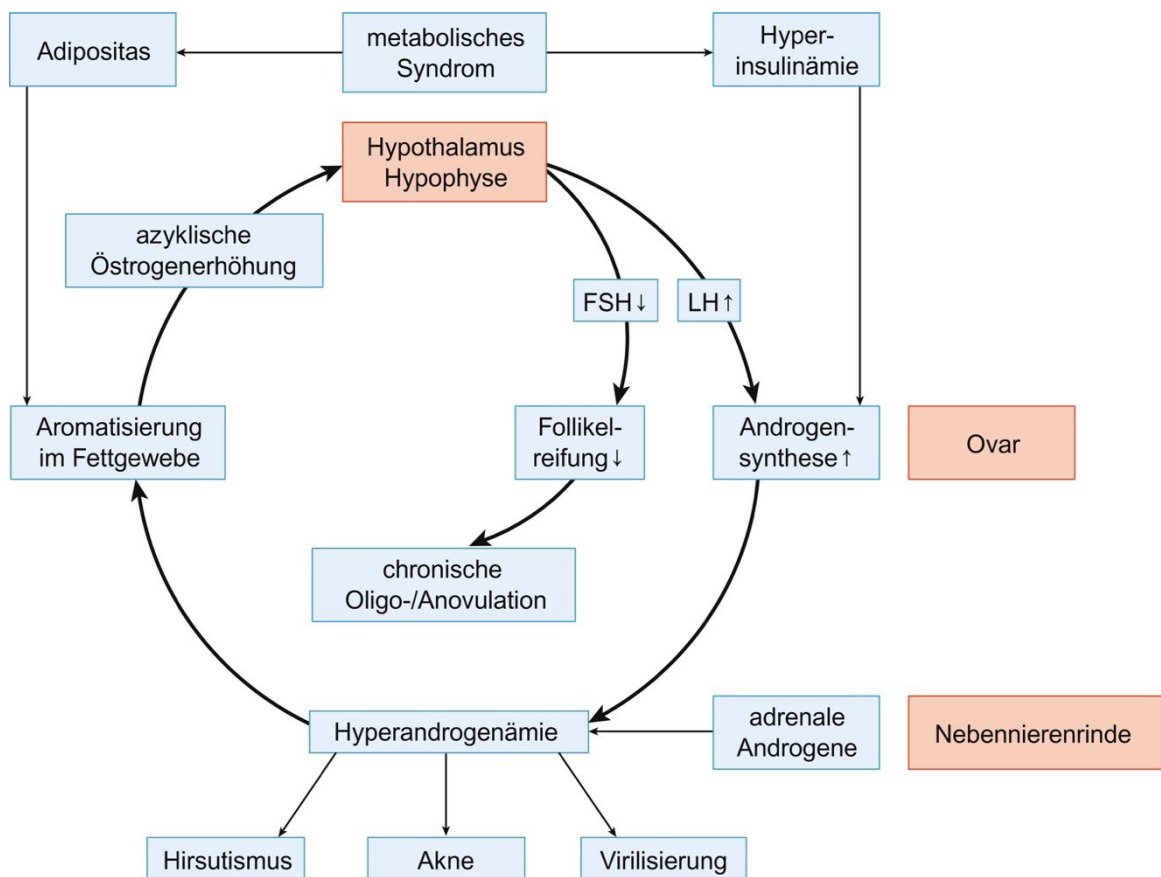 Adipositas
metabolisches
Syndrom
Hyper-
insulinämie
Hypothalamus
Hypophyse
azyklische
Östrogenerhöhung
FSH↓
LH↑
Aromatisierung
im Fettgewebe
Follikel-
reifung↓
Androgen-
synthese↑
Ovar
chronische
Oligo-/Anovulation
Hyperandrogenämie
adrenale
Androgene
Nebennierenrinde
Hirsutismus
Akne
Virilisierung